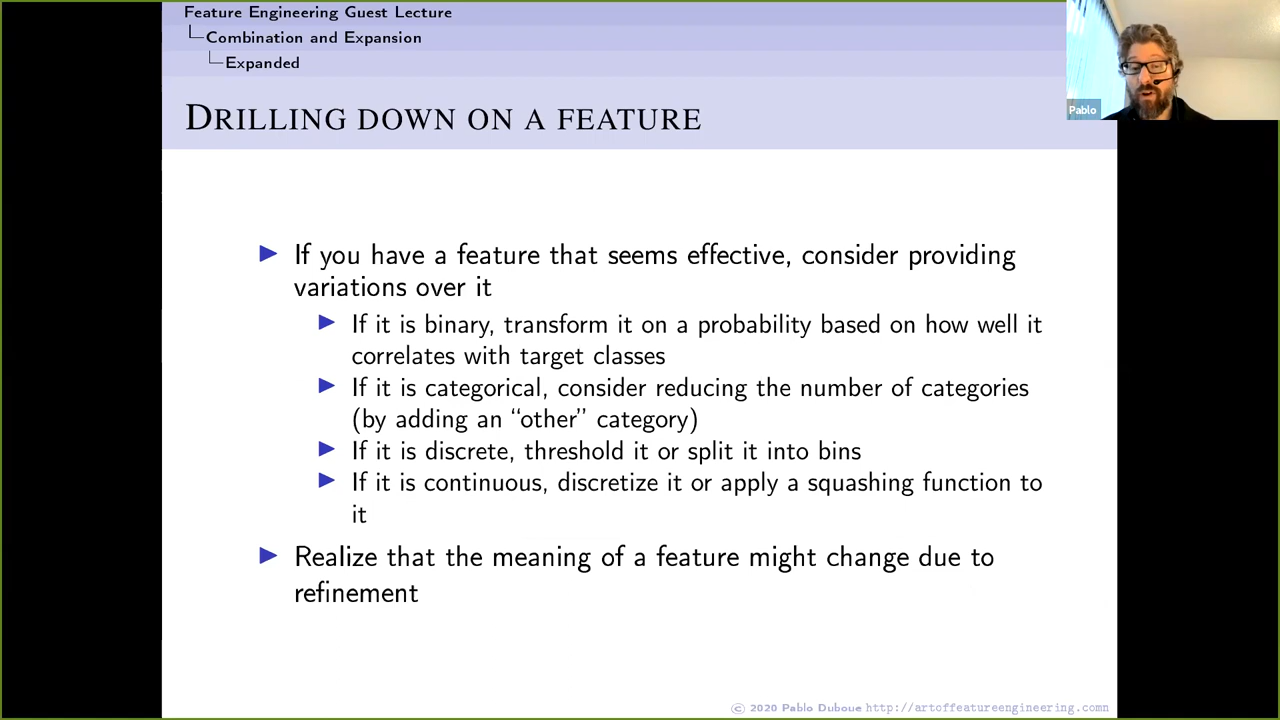 Feature Engineering Guest Lecture
Combination and Expansion
Expanded
DRILLING DOWN ON A FEATURE
Pablo
If you have a feature that seems effective, consider providing
variations over it
If it is binary, transform it on a probability based on how well it
correlates with target classes
If it is categorical, consider reducing the number of categories
(by adding an “other” category)
If it is discrete, threshold it or split it into bins
If it is continuous, discretize it or apply a squashing function to
it
Realize that the meaning of a feature might change due to
refinement
© 2020 Pablo Duboue http://artoffeatureengineering.comn